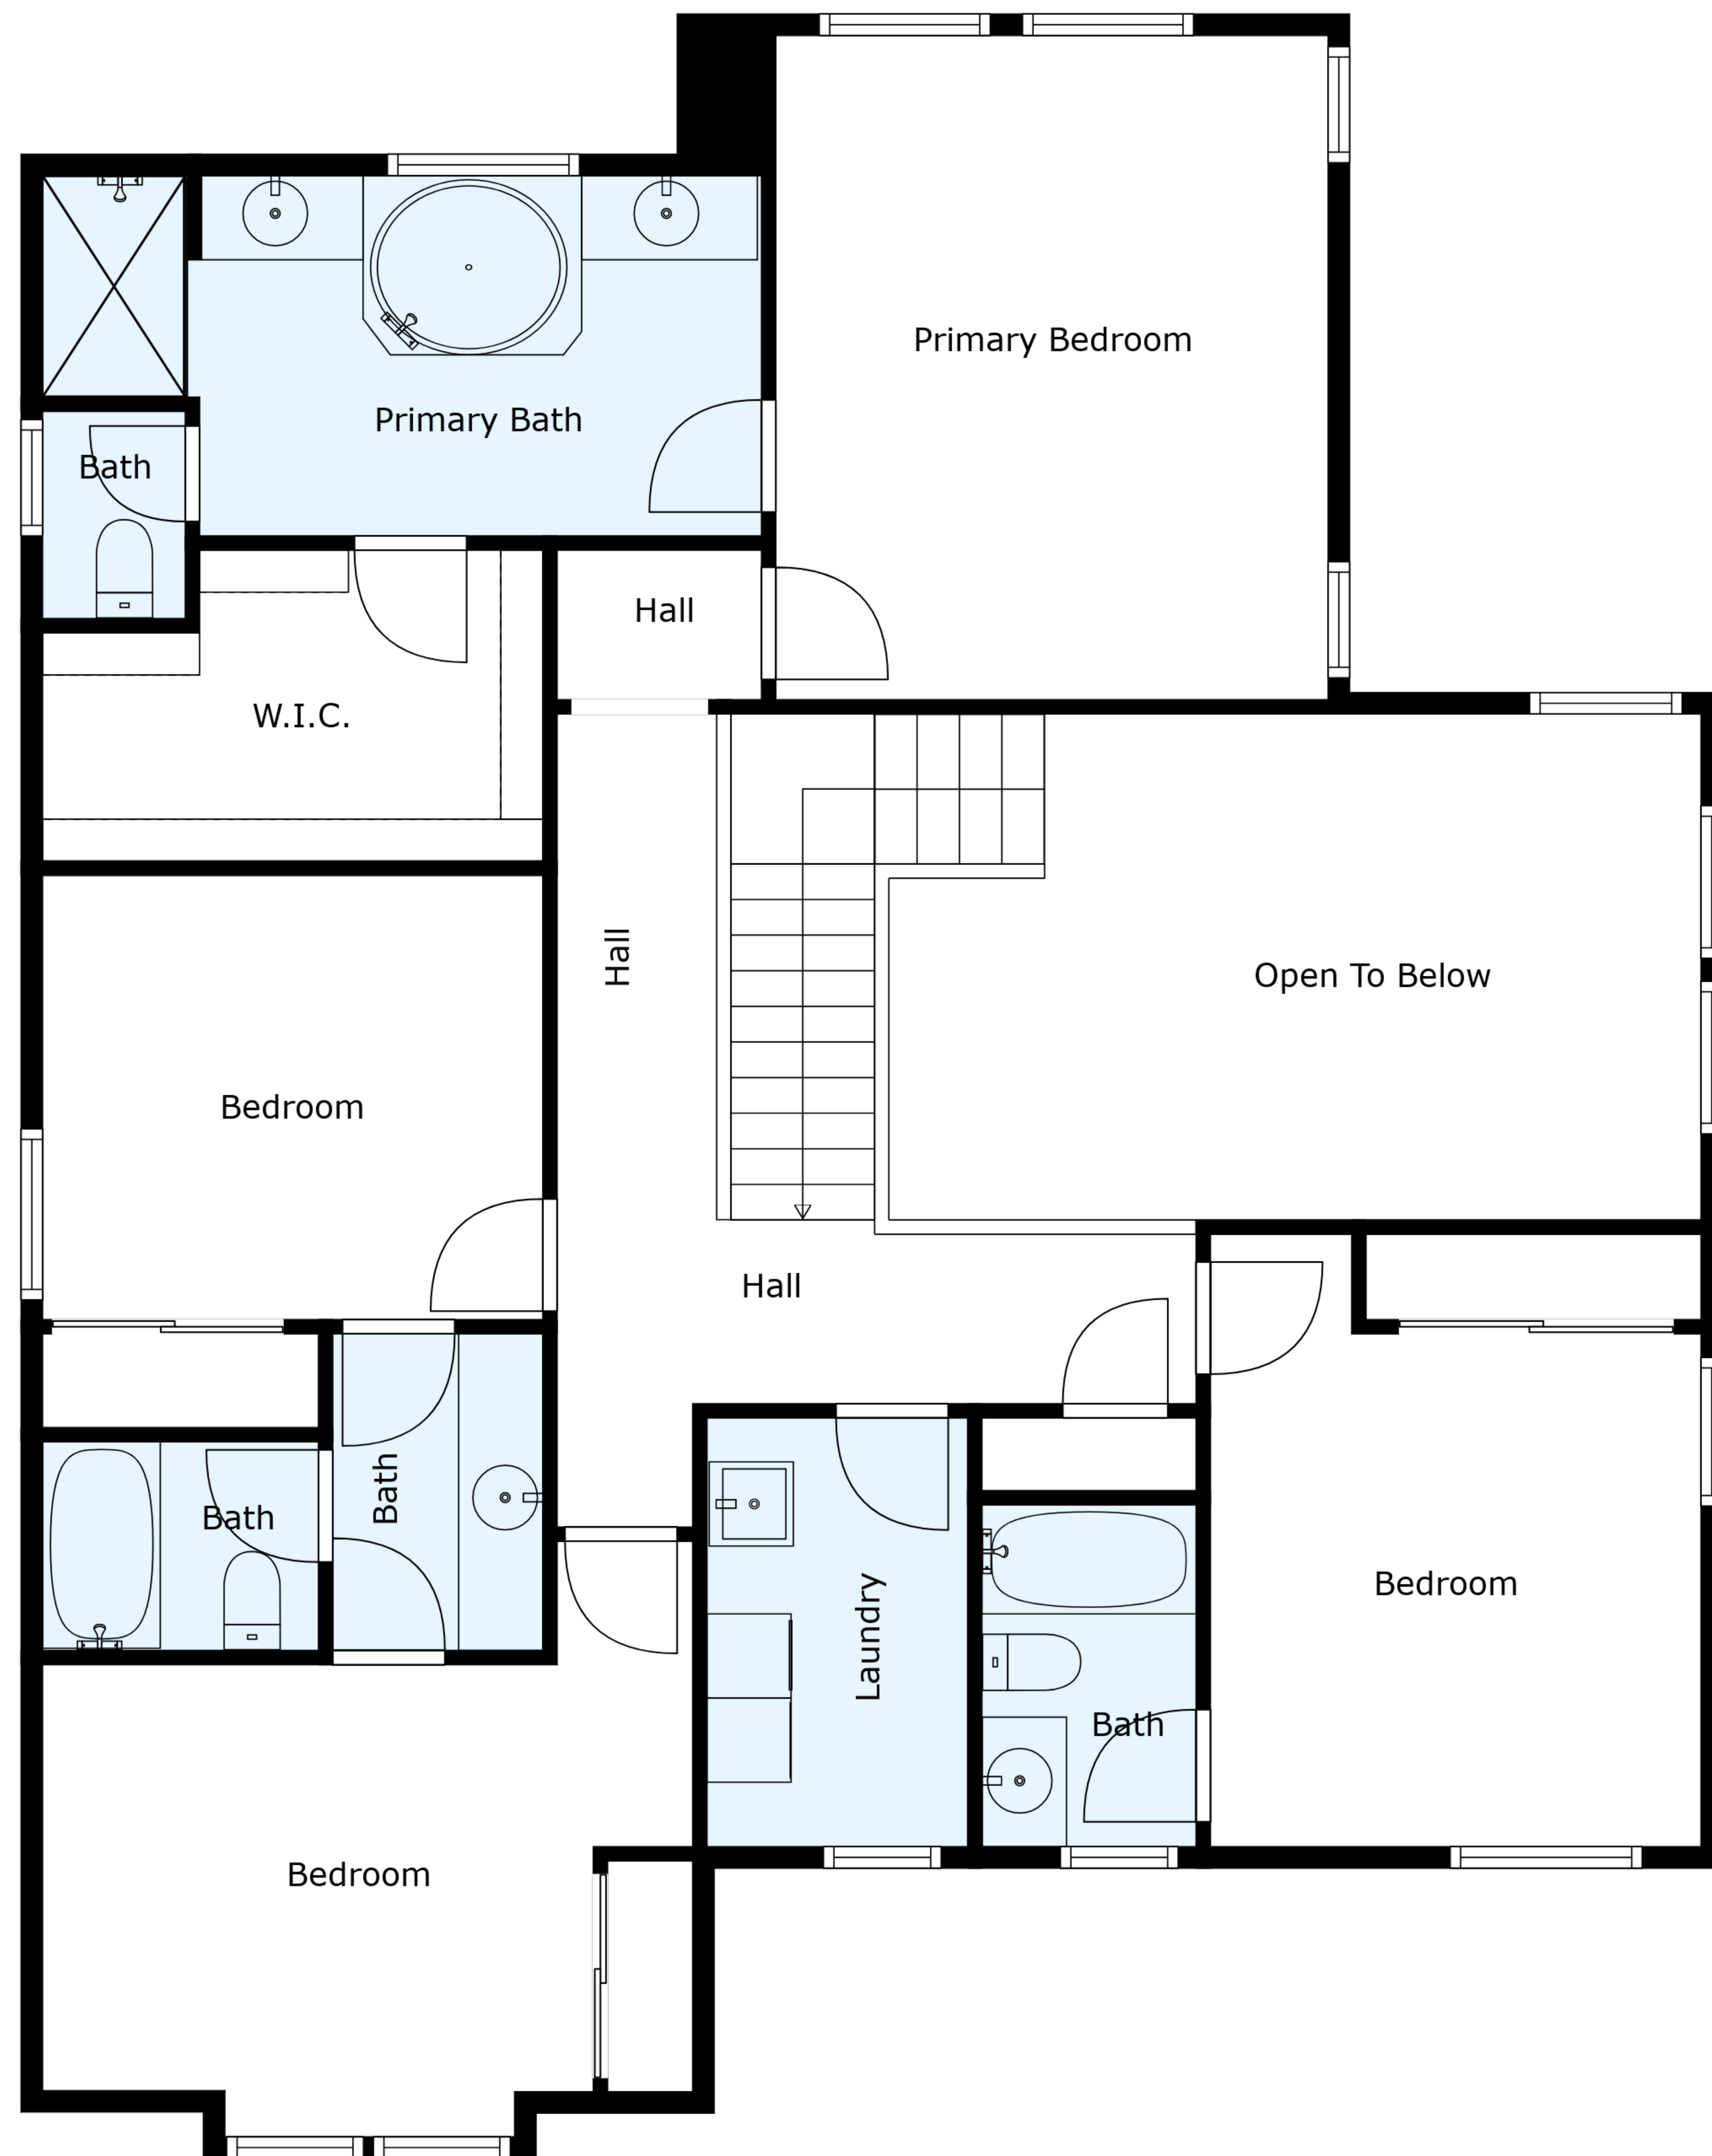 Primary Bedroom
Primary Bath
Bath
Hall
W.I.C.
Hall
Open To Below
Bedroom
Hall
Bath
Bath
Bedroom
Laundry
Bath
Bedroom